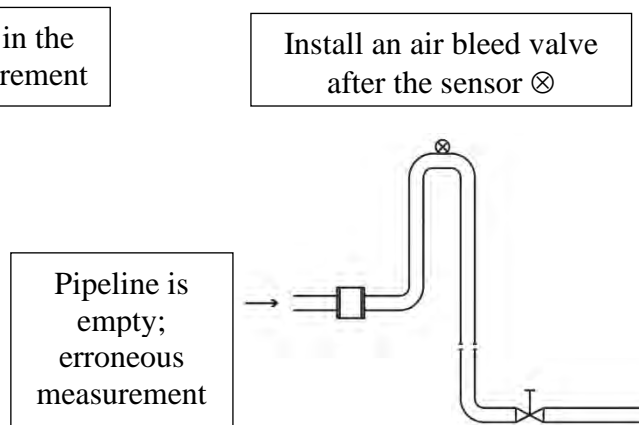 in the
rement
Install an air bleed valve
after the sensor ⊗
Pipeline is
empty;
erroneous
measurement